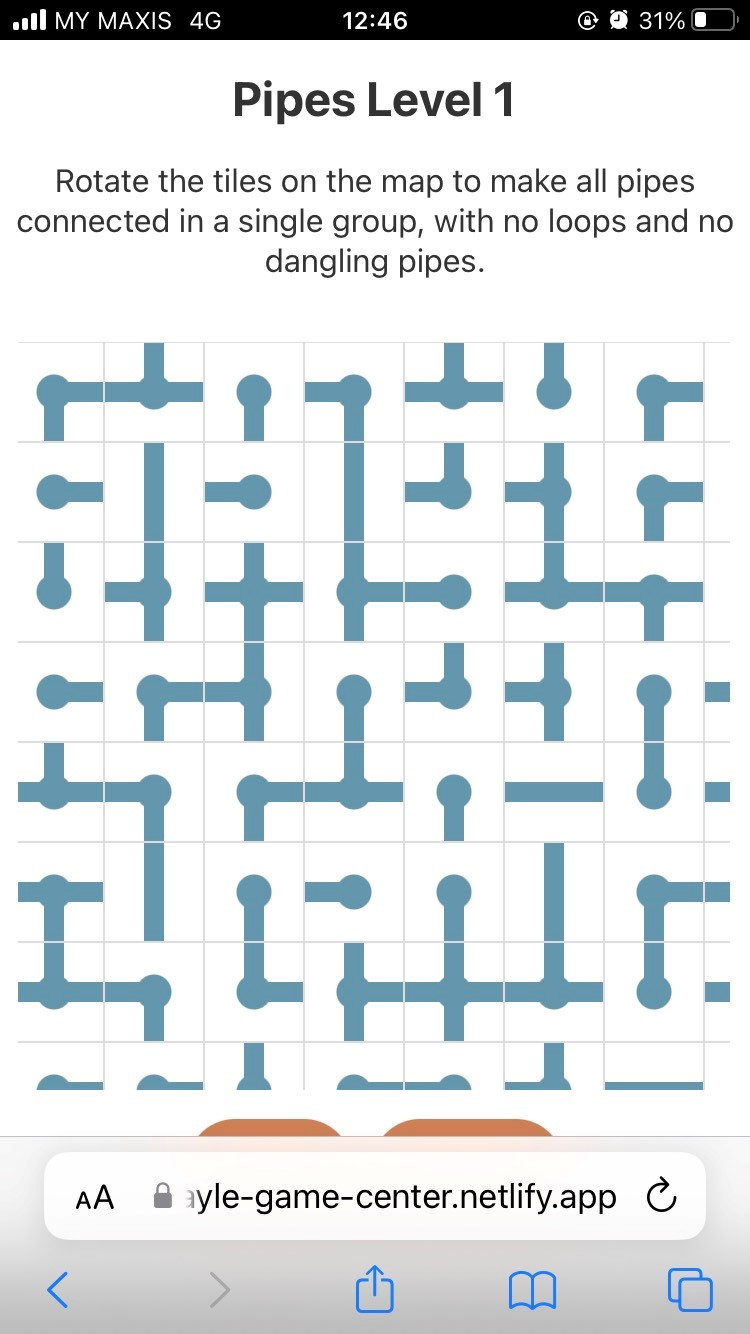 MY MAXIS 4G 12:46 31%
Pipes Level 1
Rotate the tiles on the map to make all pipes
connected in a single group, with no loops and no
dangling pipes.
AA ayle-game-center.netlify.app